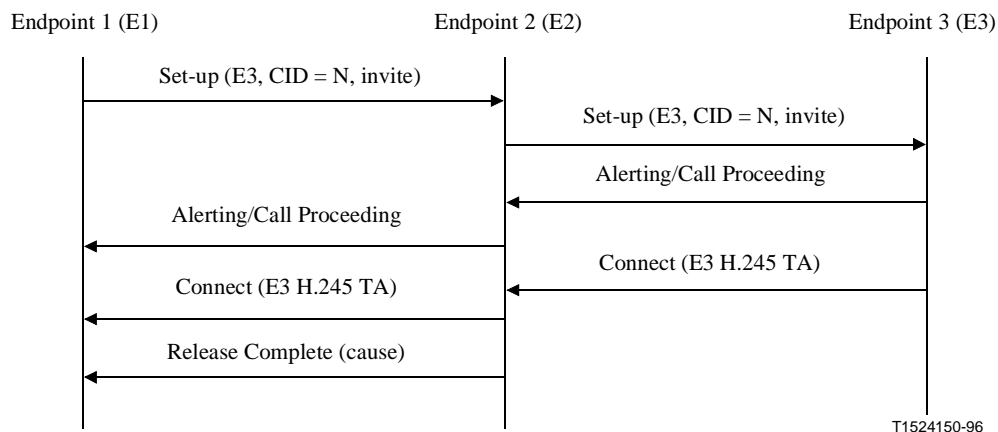 Endpoint 1 (E1)
Endpoint 2 (E2)
Endpoint 3 (E3)
Set-up (E3, CID = N, invite)
Set-up (E3, CID = N, invite)
Alerting/Call Proceeding
Alerting/Call Proceeding
Connect (E3 H.245 TA)
Connect (E3 H.245 TA)
Release Complete (cause)
T1524150-96